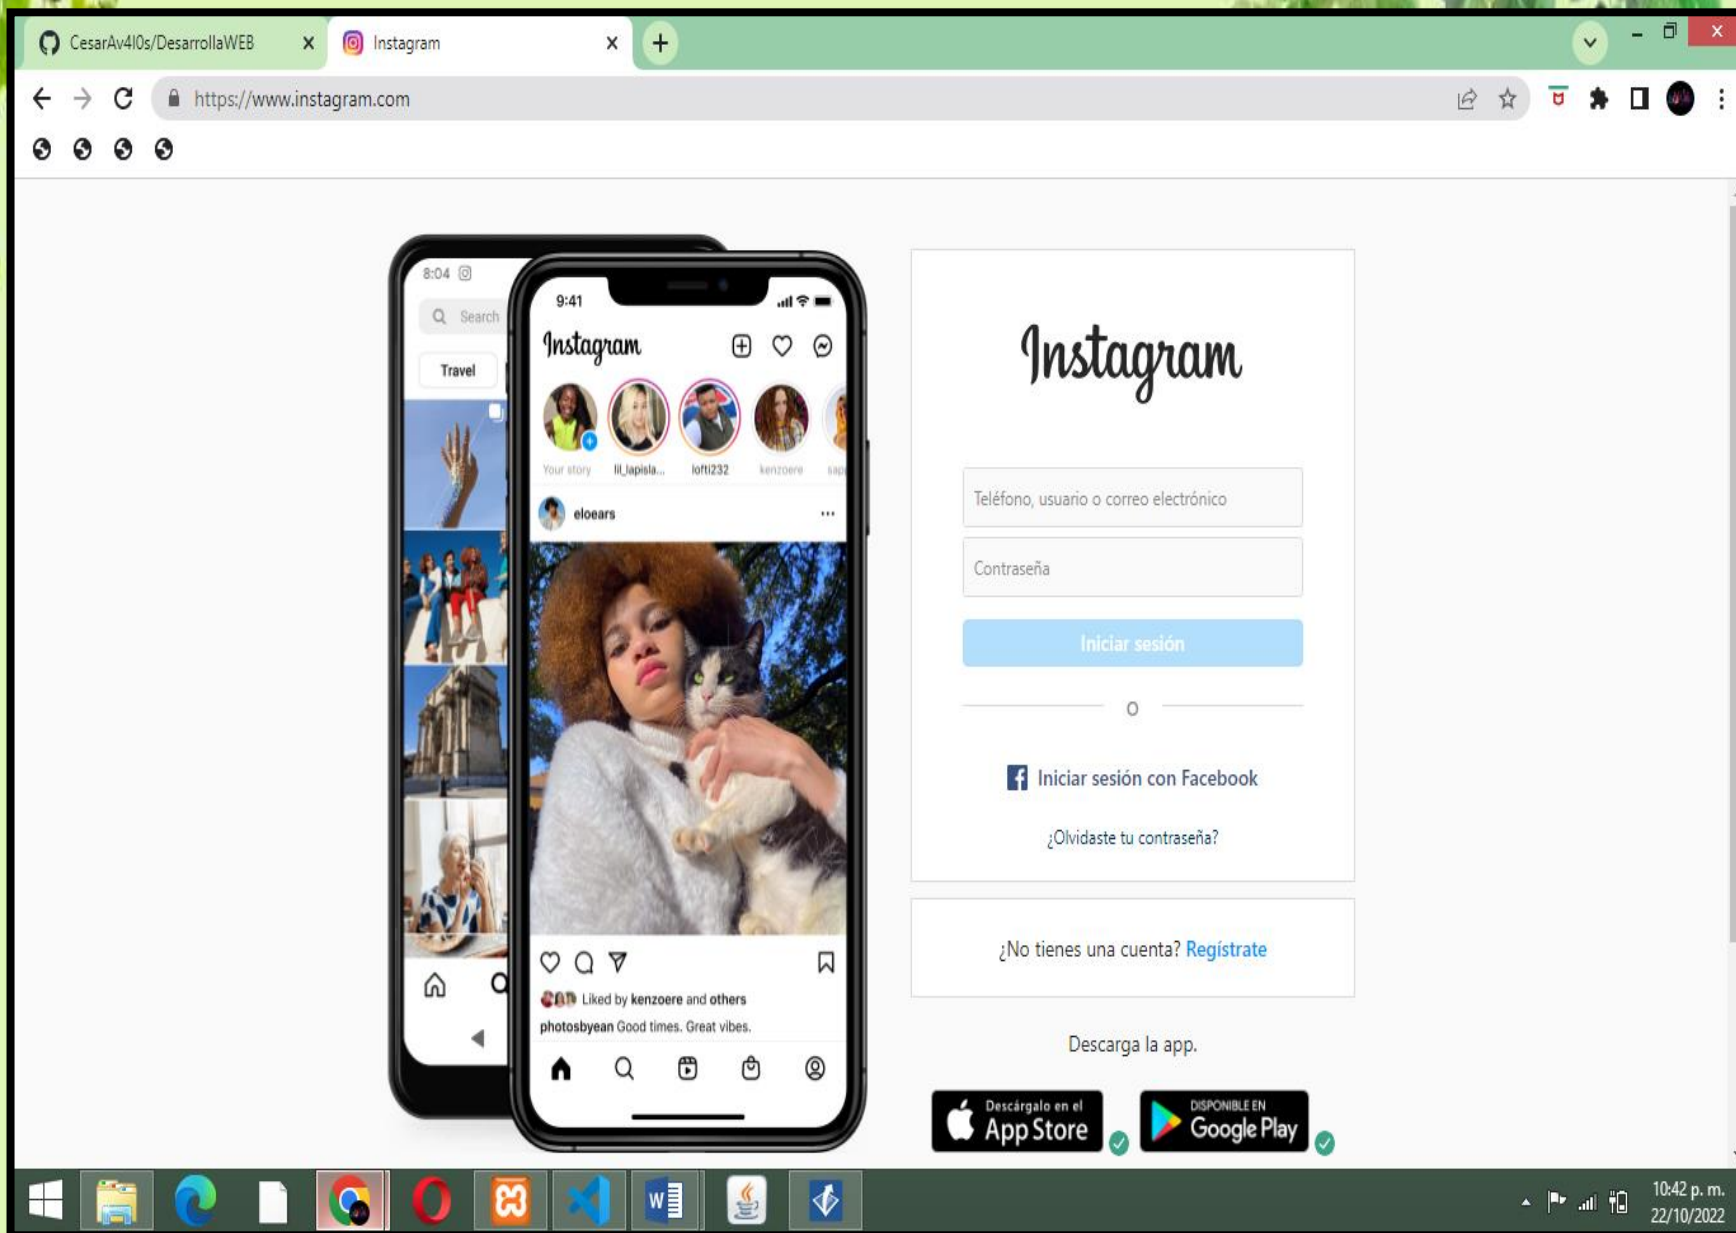 CesarAv4l0s/DesarrollaWEB
Instagram
https://www.instagram.com
8:04
Search
Travel
9:41
Instagram
Your story
lil_lapisla...
lofti232
kenzoere
sap
eloears
Liked by kenzoere and others
photosbyean Good times. Great vibes.
Instagram
Teléfono, usuario o correo electrónico
Contraseña
Iniciar sesión
O
Iniciar sesión con Facebook
¿Olvidaste tu contraseña?
¿No tienes una cuenta? Regístrate
Descarga la app.
Descárgalo en el
App Store
DISPONIBLE EN
Google Play
10:42 p. m.
22/10/2022